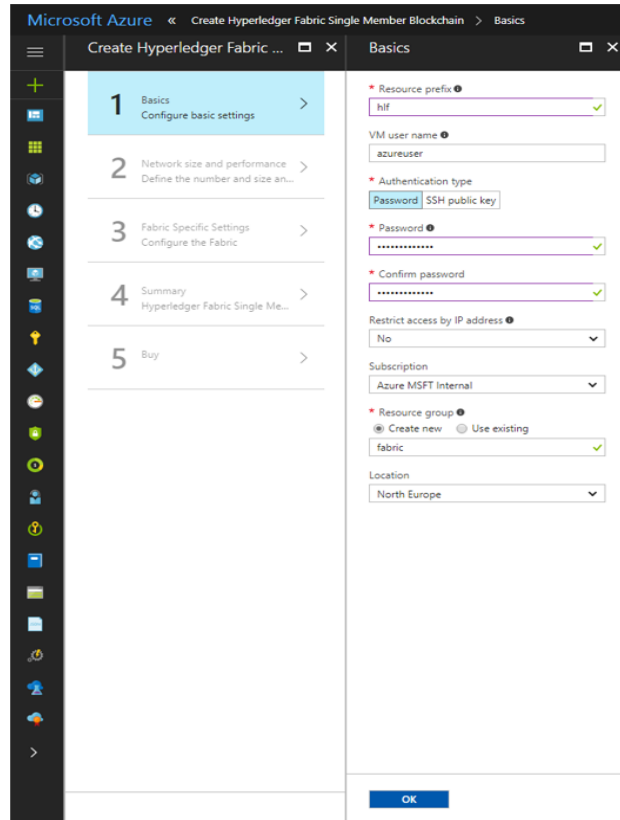 Microsoft Azure « Create Hyperledger Fabric Single Member Blockchain > Basics
Create Hyperledger Fabric ...
1
Basics
Configure basic settings
2
Network size and performance
Define the number and size an...
3
Fabric Specific Settings
Configure the Fabric
4
Summary
Hyperledger Fabric Single Me...
5
Buy
Basics
* Resource prefix
hlf
VM user name
azureuser
* Authentication type
Password SSH public key
* Password
•••••••••••••
* Confirm password
•••••••••••••
Restrict access by IP address
No
Subscription
Azure MSFT Internal
* Resource group
Create new Use existing
fabric
Location
North Europe
OK